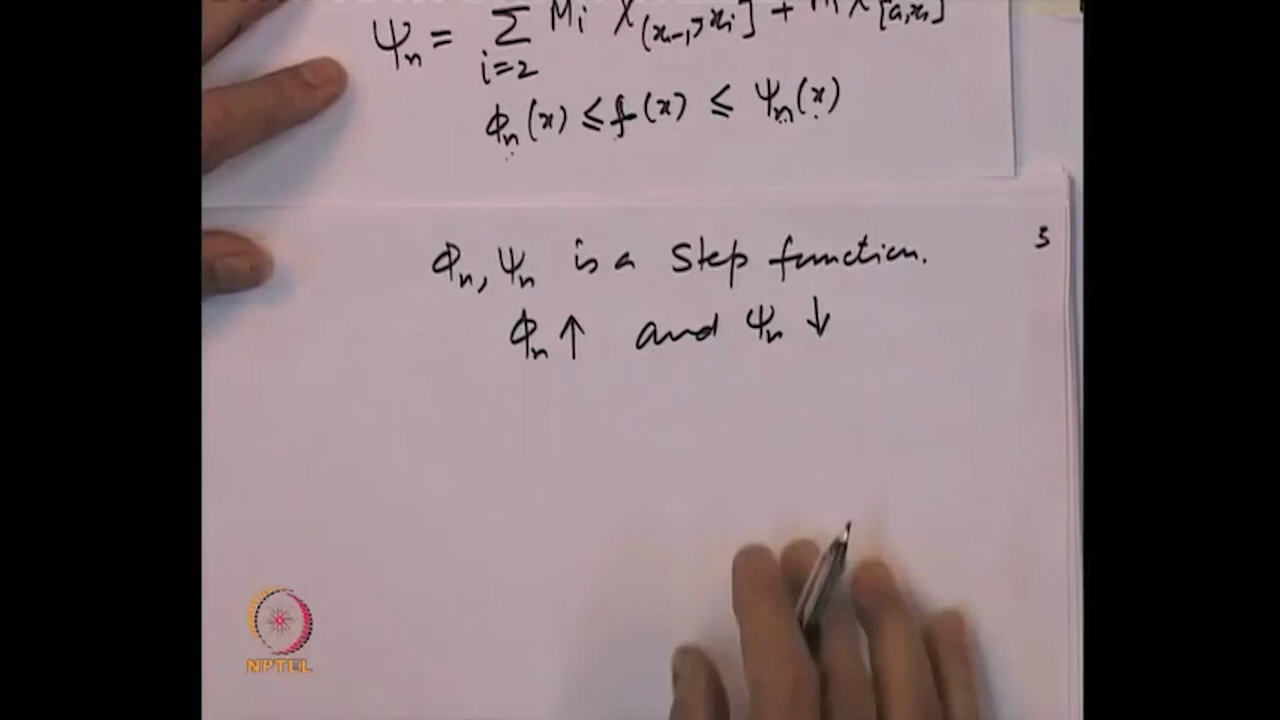 Ψn = Σ Mi χ(xi-1, xi] + χ[a,x1]
i=2
Φn(x) ≤ f(x) ≤ Ψn(x)
3
Φn, Ψn is a step function.
Φn ↑ and Ψn ↓
NPTEL